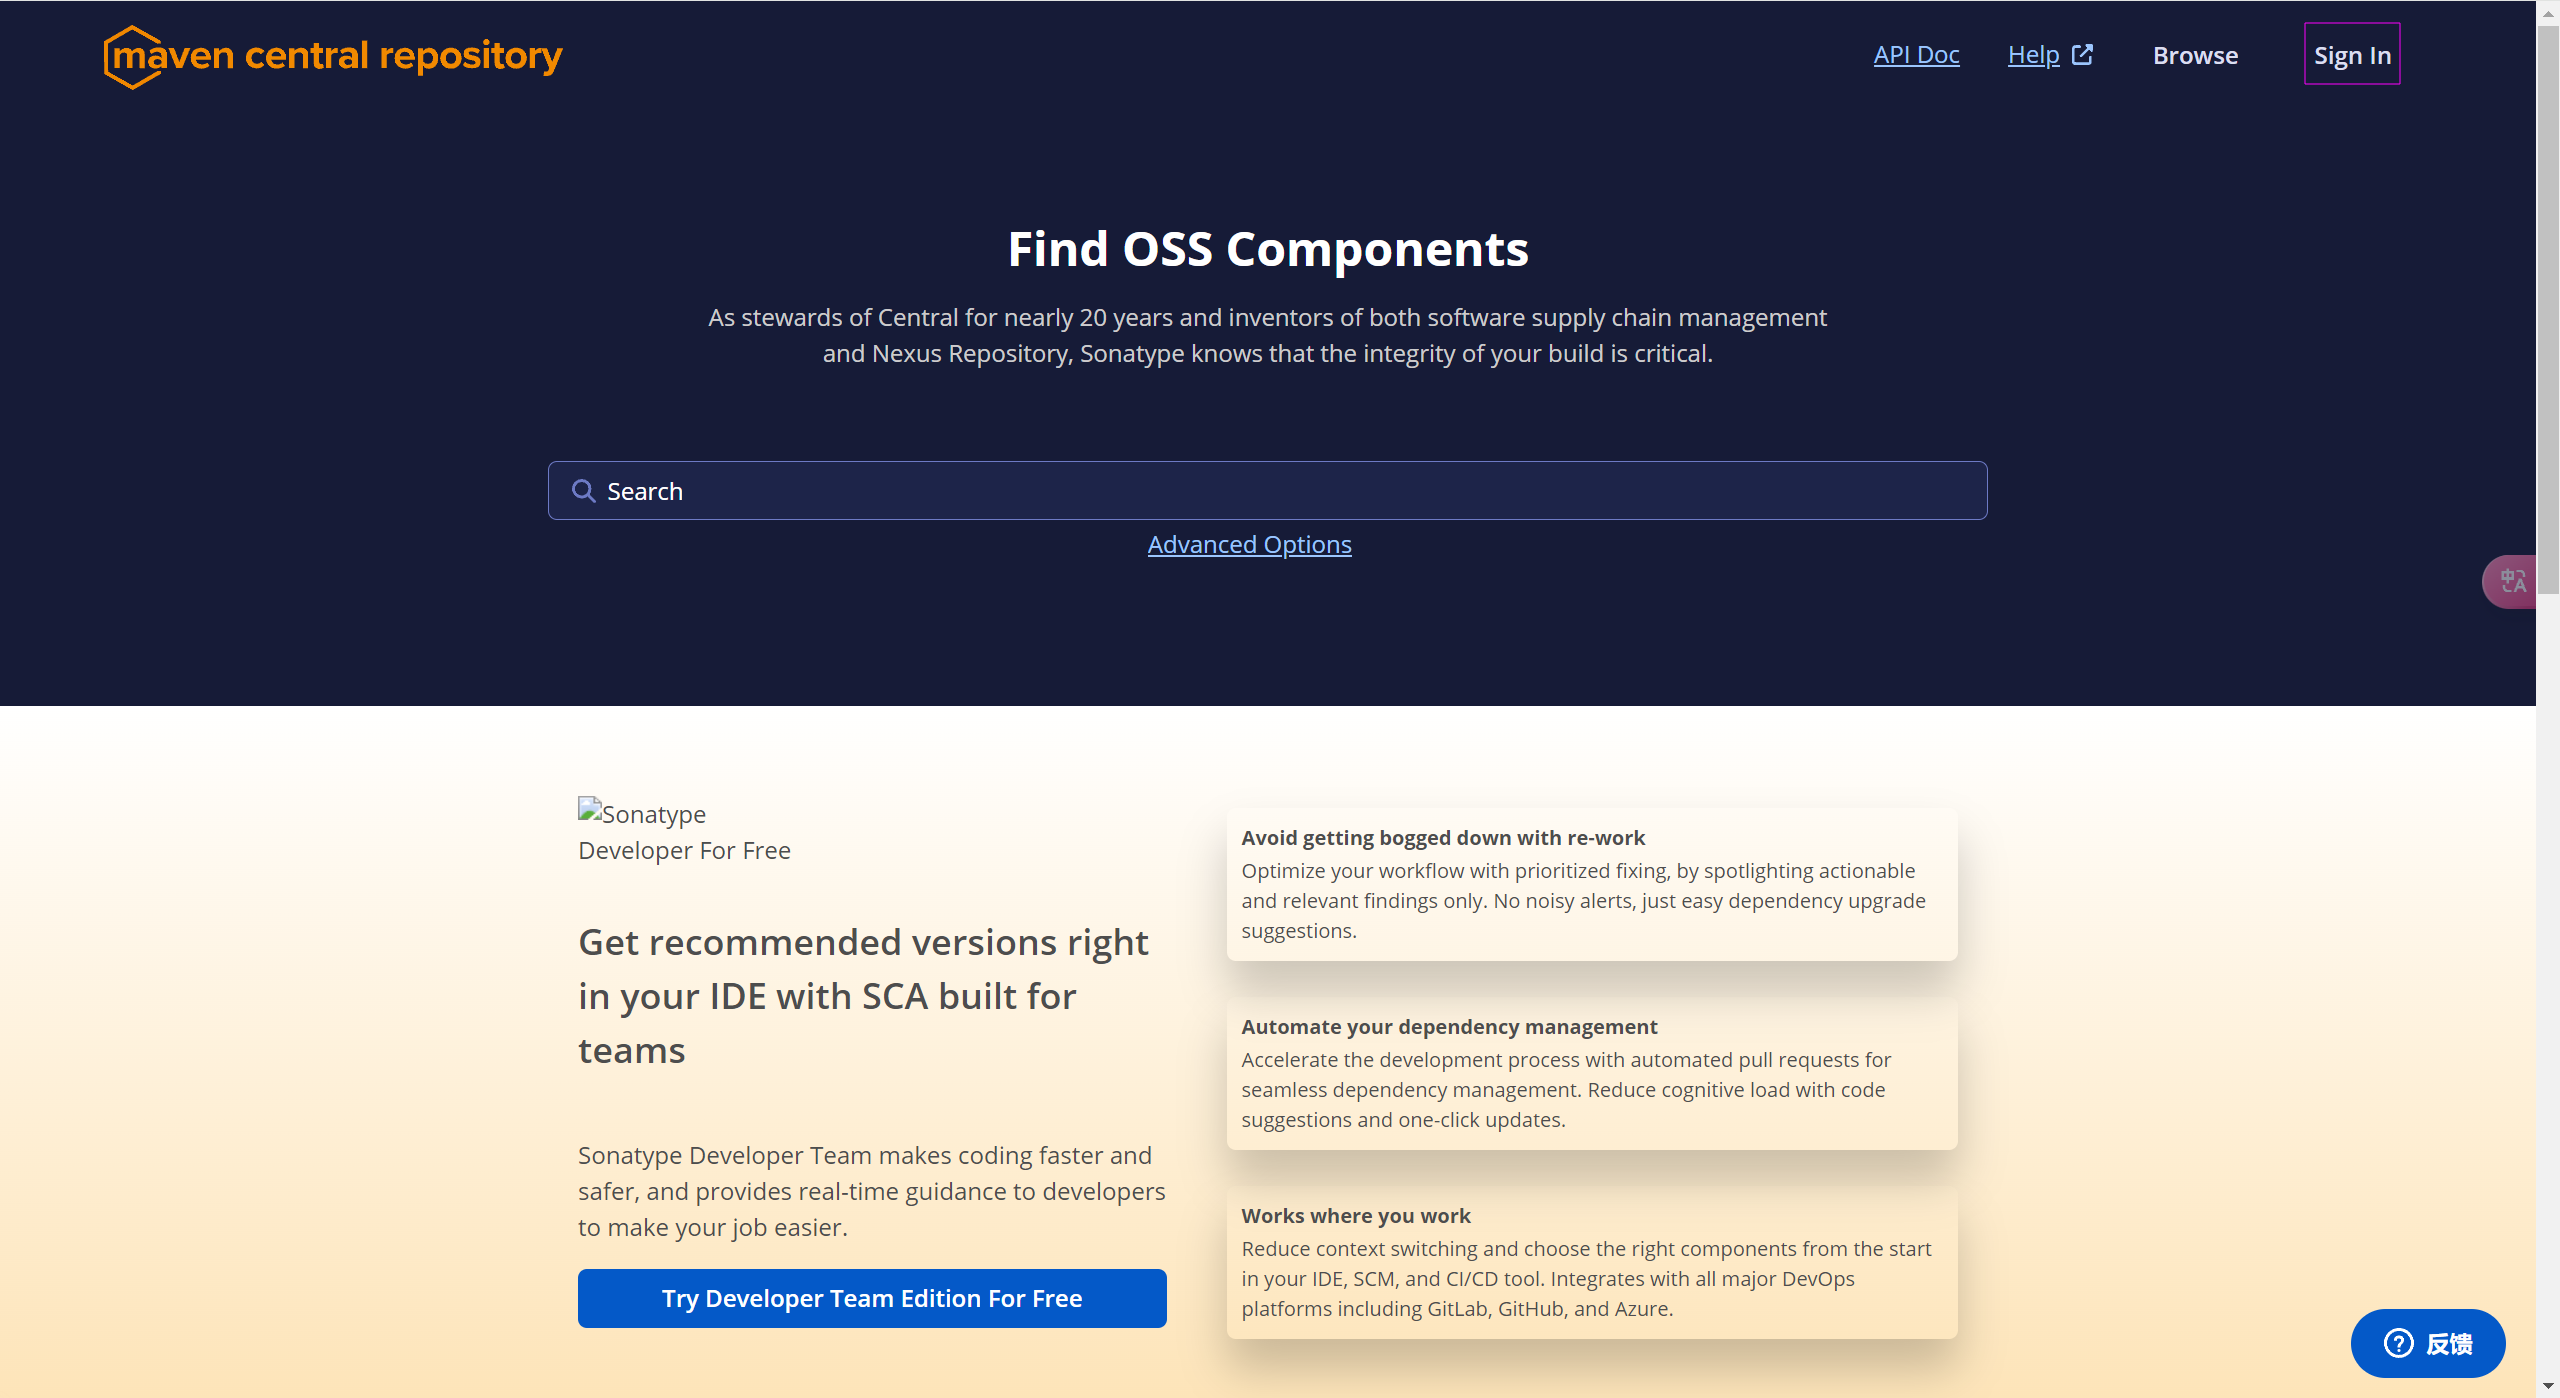 maven central repository
API Doc
Help
Browse
Sign In
Find OSS Components
As stewards of Central for nearly 20 years and inventors of both software supply chain management
and Nexus Repository, Sonatype knows that the integrity of your build is critical.
Search
Advanced Options
中A
Sonatype
Developer For Free
Get recommended versions right
in your IDE with SCA built for
teams
Sonatype Developer Team makes coding faster and
safer, and provides real-time guidance to developers
to make your job easier.
Try Developer Team Edition For Free
Avoid getting bogged down with re-work
Optimize your workflow with prioritized fixing, by spotlighting actionable
and relevant findings only. No noisy alerts, just easy dependency upgrade
suggestions.
Automate your dependency management
Accelerate the development process with automated pull requests for
seamless dependency management. Reduce cognitive load with code
suggestions and one-click updates.
Works where you work
Reduce context switching and choose the right components from the start
in your IDE, SCM, and CI/CD tool. Integrates with all major DevOps
platforms including GitLab, GitHub, and Azure.
反馈